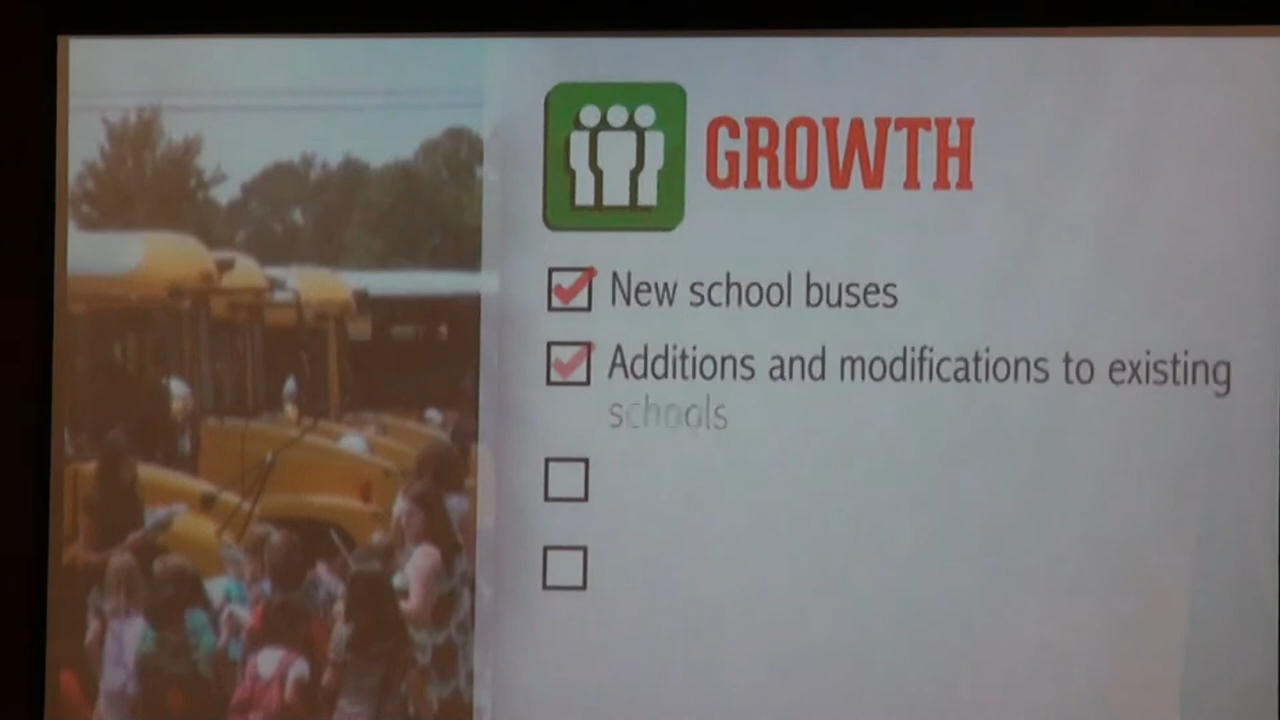 GROWTH
New school buses
Additions and modifications to existing
schools